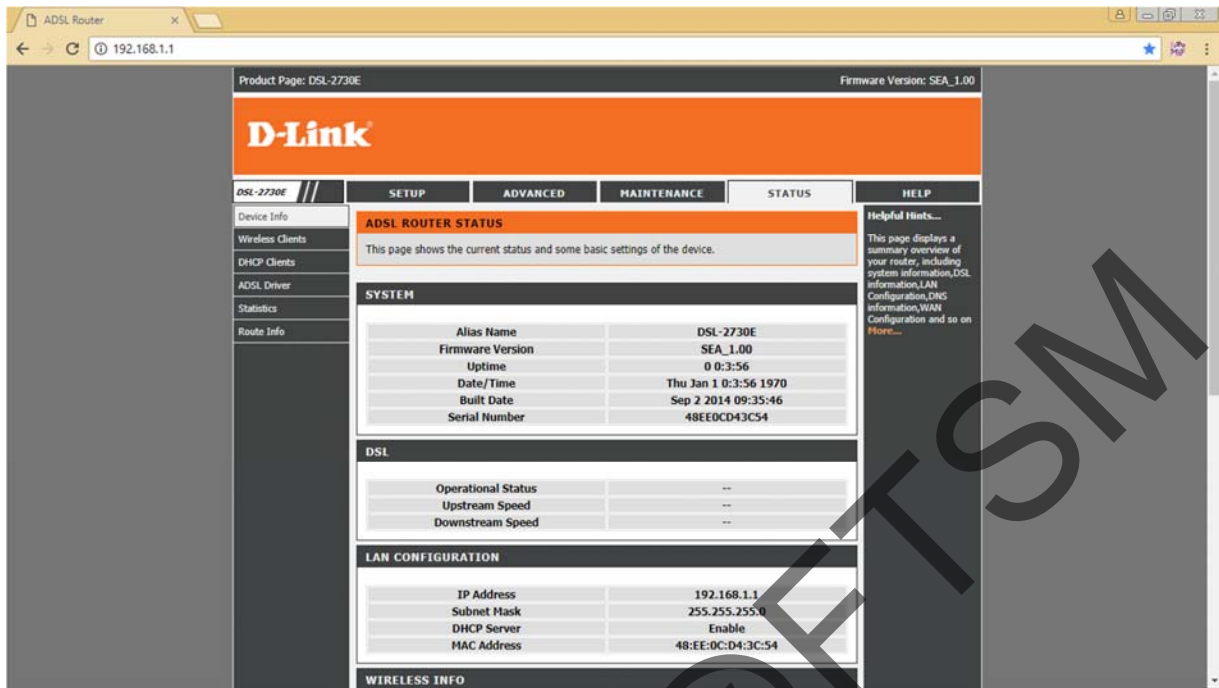 ADSL Router
192.168.1.1
Product Page: DSL-2730E
Firmware Version: SEA_1.00
D-Link
DSL-2730E
SETUP
ADVANCED
MAINTENANCE
STATUS
HELP
Device Info
Wireless Clients
DHCP Clients
ADSL Driver
Statistics
Route Info
ADSL ROUTER STATUS
This page shows the current status and some basic settings of the device.
SYSTEM
Alias Name DSL-2730E
Firmware Version SEA_1.00
Uptime 0 0:3:56
Date/Time Thu Jan 1 0:3:56 1970
Built Date Sep 2 2014 09:35:46
Serial Number 48EE0CD43C54
DSL
Operational Status --
Upstream Speed --
Downstream Speed --
LAN CONFIGURATION
IP Address 192.168.1.1
Subnet Mask 255.255.255.0
DHCP Server Enable
MAC Address 48:EE:0C:D4:3C:54
WIRELESS INFO
Helpful Hints...
This page displays a
summary overview of
your router, including
system information,DSL
information,LAN
Configuration,DNS
information,WAN
Configuration and so on
More...
FTSM